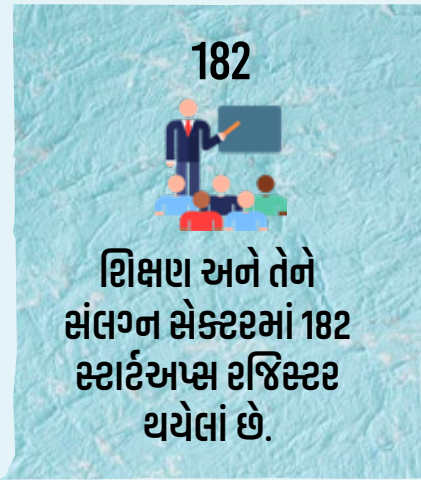 182
શિક્ષણ અને તેને
સંલગ્ન સેક્ટરમાં 182
સ્ટાર્ટઅપ્સ રજિસ્ટર
થયેલાં છે.